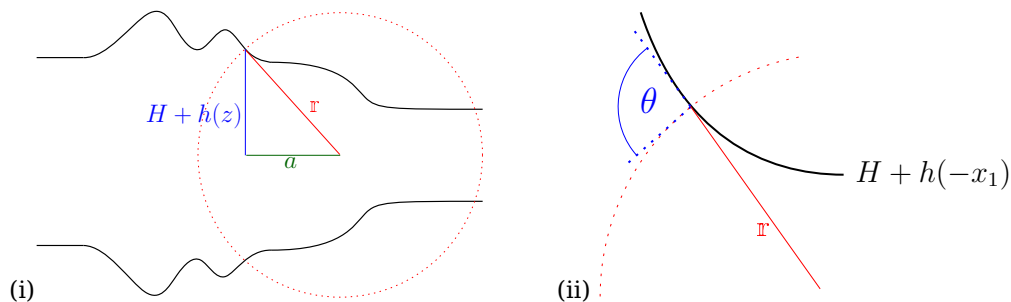 H + h(z)
𝕣
a
(i)
θ
H + h(−x₁)
𝕣
(ii)